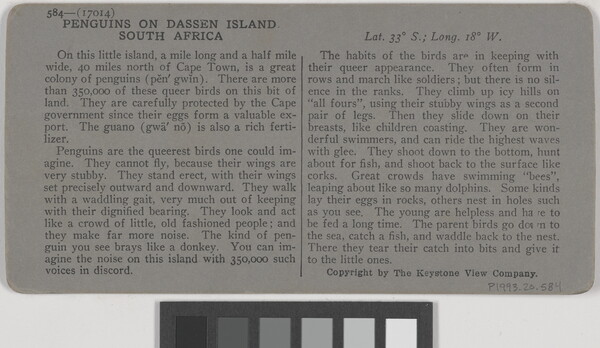 584—(17014)
PENGUINS ON DASSEN ISLAND
SOUTH AFRICA
On this little island, a mile long and a half mile
wide, 40 miles north of Cape Town, is a great
colony of penguins (pĕn′ gwĭn). There are more
than 350,000 of these queer birds on this bit of
land. They are carefully protected by the Cape
government since their eggs form a valuable ex-
port. The guano (gwä′ nō) is also a rich ferti-
lizer.
Penguins are the queerest birds one could im-
agine. They cannot fly, because their wings are
very stubby. They stand erect, with their wings
set precisely outward and downward. They walk
with a waddling gait, very much out of keeping
with their dignified bearing. They look and act
like a crowd of little, old fashioned people; and
they make far more noise. The kind of pen-
guin you see brays like a donkey. You can im-
agine the noise on this island with 350,000 such
voices in discord.
Lat. 33° S.; Long. 18° W.
The habits of the birds are in keeping with
their queer appearance. They often form in
rows and march like soldiers; but there is no sil-
ence in the ranks. They climb up icy hills on
"all fours", using their stubby wings as a second
pair of legs. Then they slide down on their
breasts, like children coasting. They are won-
derful swimmers, and can ride the highest waves
with glee. They shoot down to the bottom, hunt
about for fish, and shoot back to the surface like
corks. Great crowds have swimming "bees",
leaping about like so many dolphins. Some kinds
lay their eggs in rocks, others nest in holes such
as you see. The young are helpless and have to
be fed a long time. The parent birds go down to
the sea, catch a fish, and waddle back to the nest.
There they tear their catch into bits and give it
to the little ones.
Copyright by The Keystone View Company.
P1993.20.584